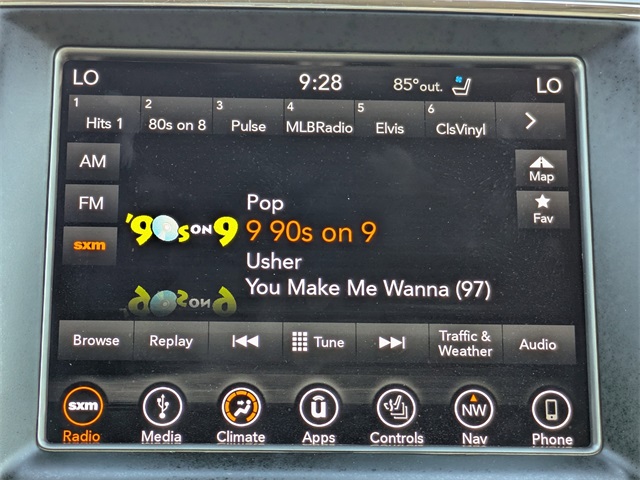 LO 9:28 85°out. LO
1 Hits 1 2 80s on 8 3 Pulse 4 MLBRadio 5 Elvis 6 ClsVinyl
AM
Map
FM
Fav
sxm
'90s ON 9
Pop
9 90s on 9
Usher
You Make Me Wanna (97)
Browse Replay Tune Traffic & Weather Audio
sxm NW
Radio Media Climate Apps Controls Nav Phone